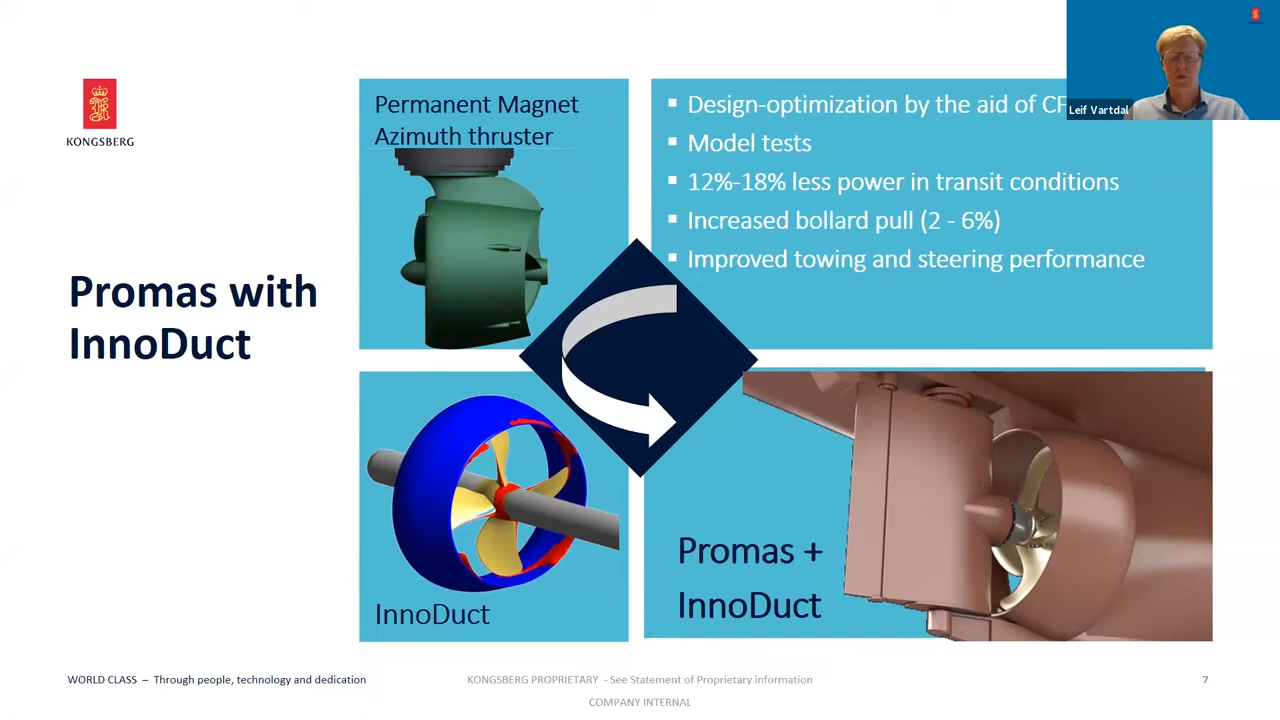 KONGSBERG
Promas with
InnoDuct
Permanent Magnet
Azimuth thruster
▪ Design-optimization by the aid of
▪ Model tests
▪ 12%-18% less power in transit conditions
▪ Increased bollard pull (2 - 6%)
▪ Improved towing and steering performance
Leif Vartdal
InnoDuct
Promas +
InnoDuct
WORLD CLASS – Through people, technology and dedication
KONGSBERG PROPRIETARY - See Statement of Proprietary information
COMPANY INTERNAL
7